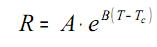 R = A · e^{B(T−T_c)}